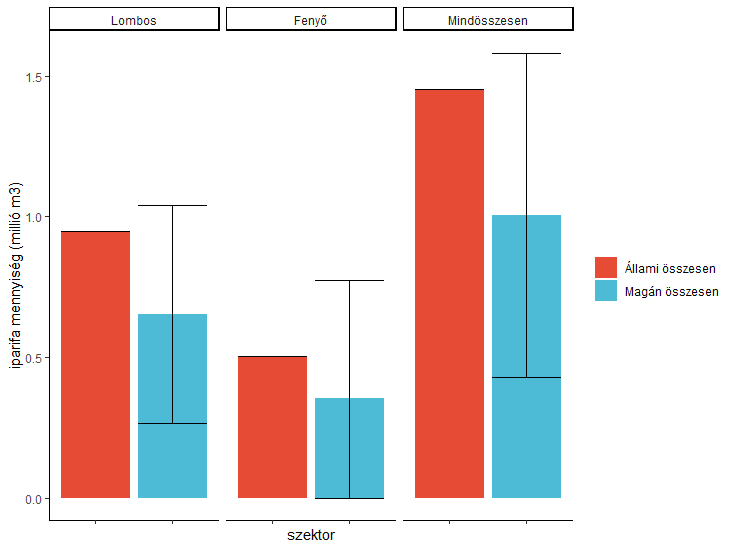 Lombos
Fenyő
Mindösszesen
iparifa mennyiség (millió m3)
1.5
1.0
0.5
0.0
szektor
Állami összesen
Magán összesen